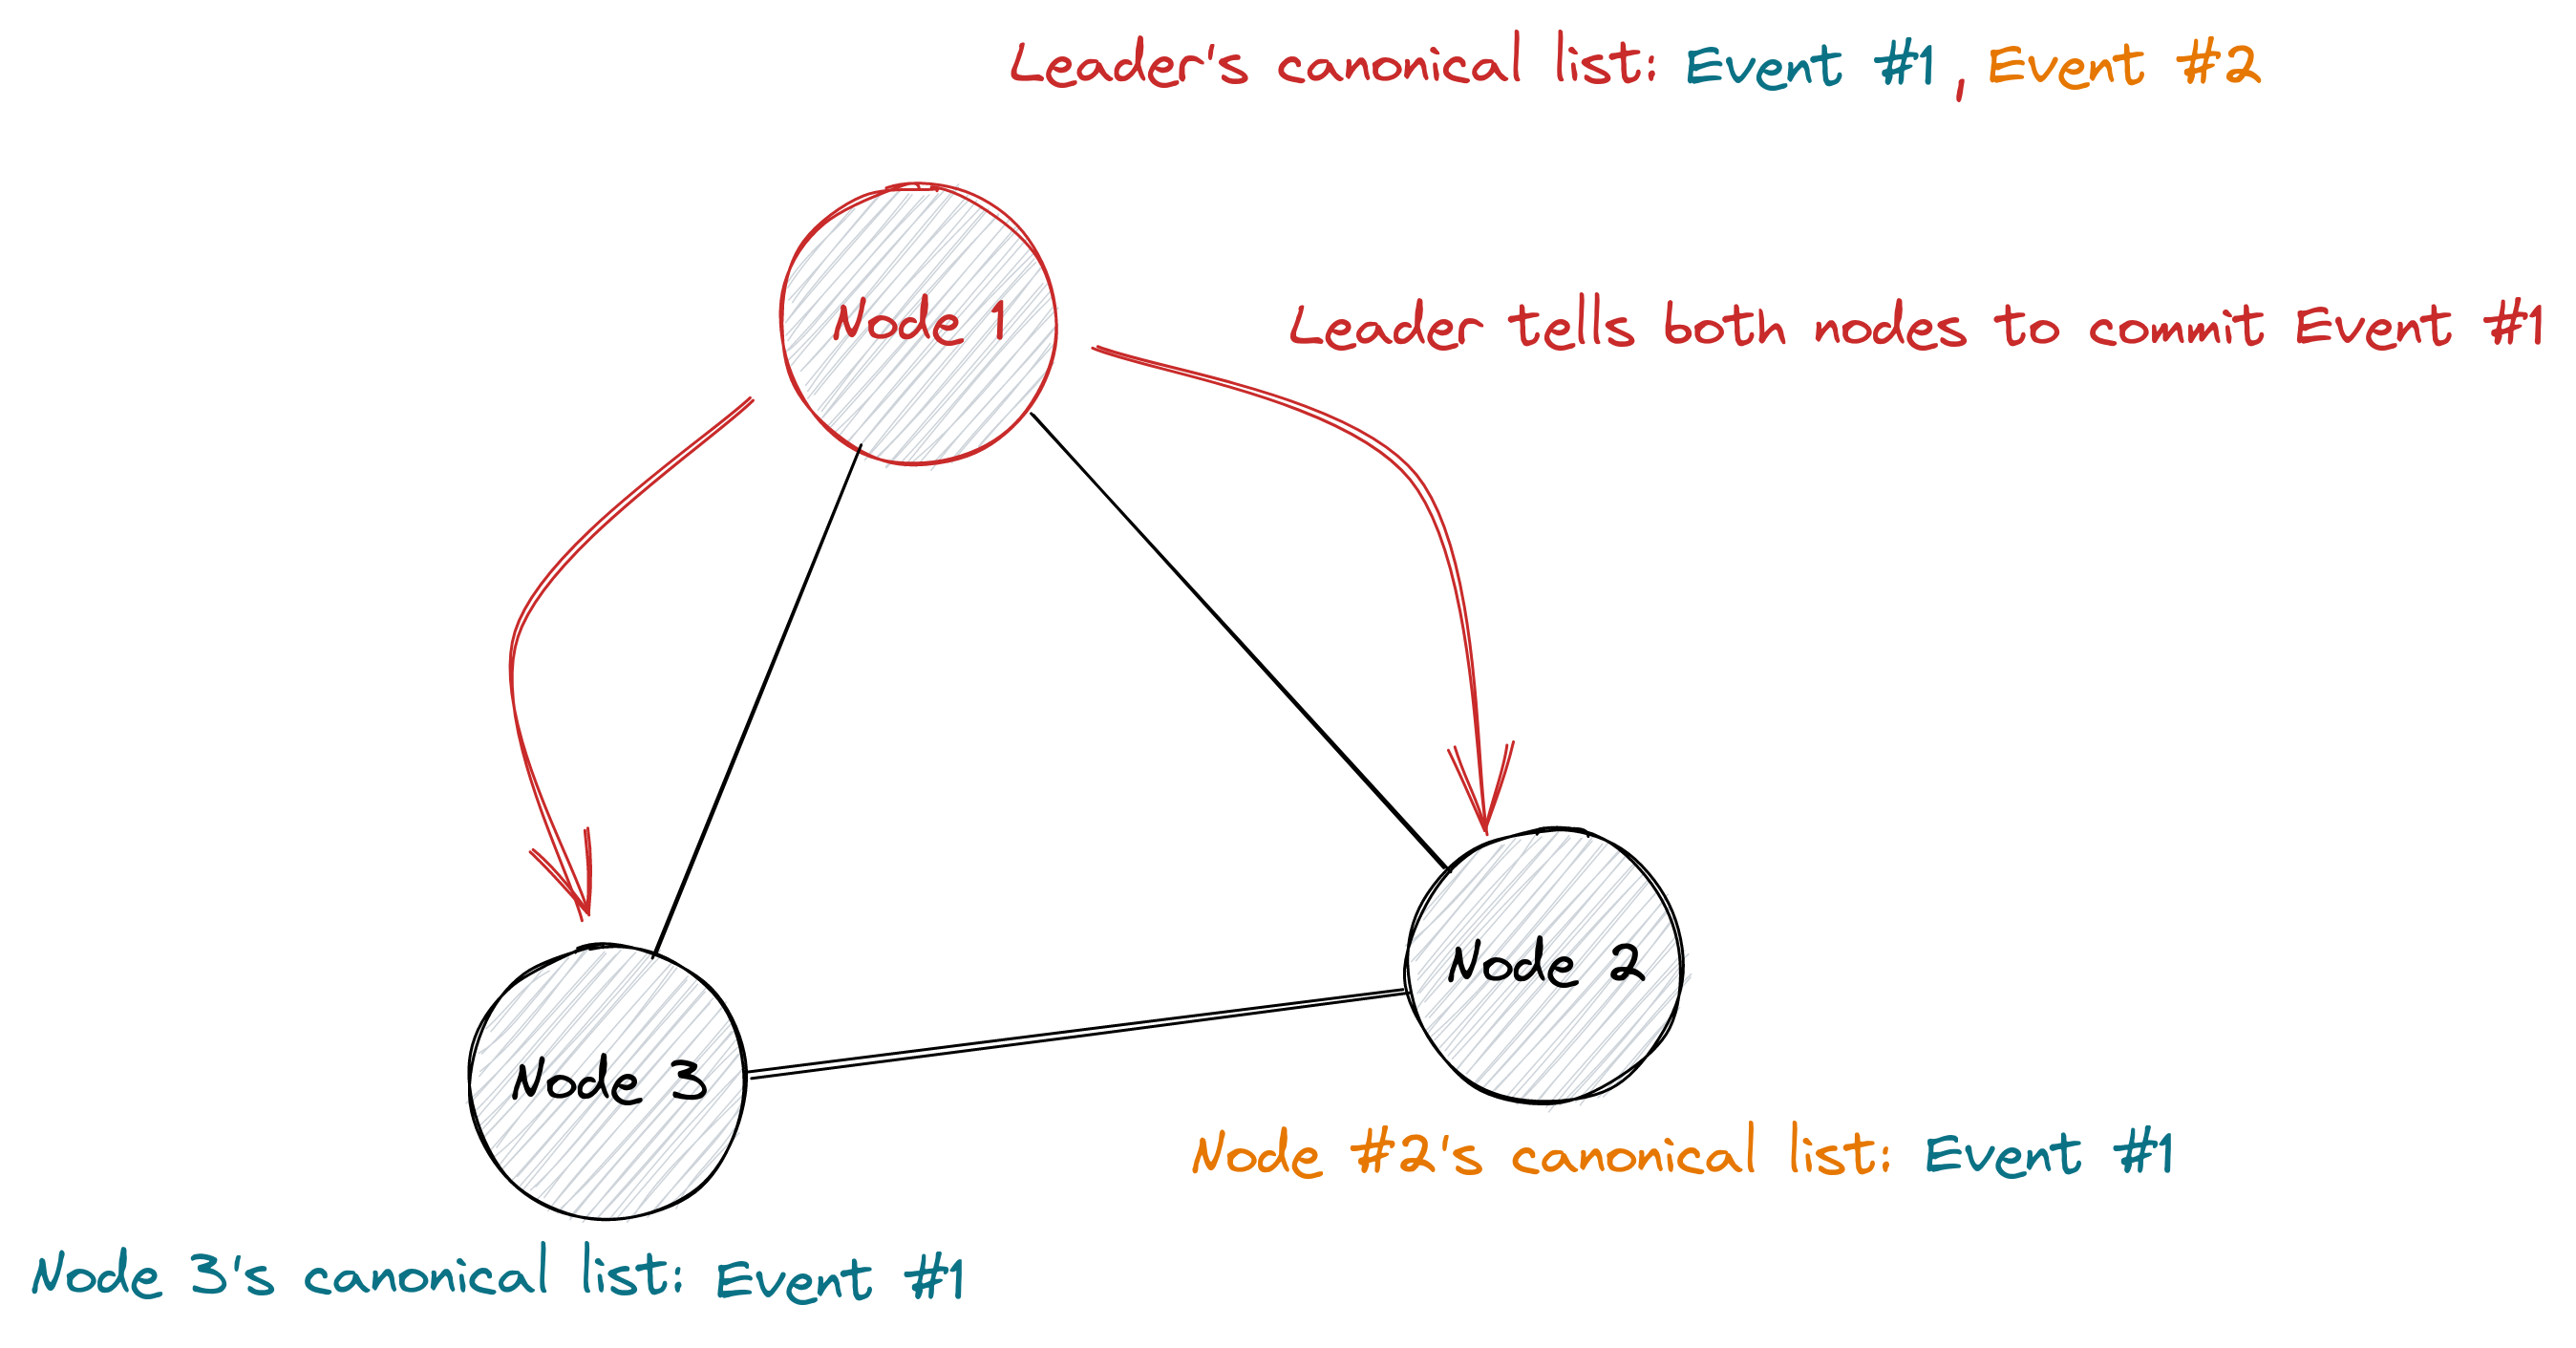 Leader's canonical list: Event #1, Event #2
Node 1
Leader tells both nodes to commit Event #1
Node 2
Node 3
Node #2's canonical list: Event #1
Node 3's canonical list: Event #1